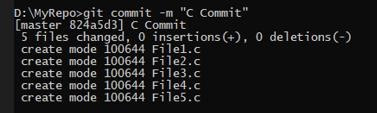 D:\MyRepo>git commit -m "C Commit"
[master 824a5d3] C Commit
 5 files changed, 0 insertions(+), 0 deletions(-)
 create mode 100644 File1.c
 create mode 100644 File2.c
 create mode 100644 File3.c
 create mode 100644 File4.c
 create mode 100644 File5.c